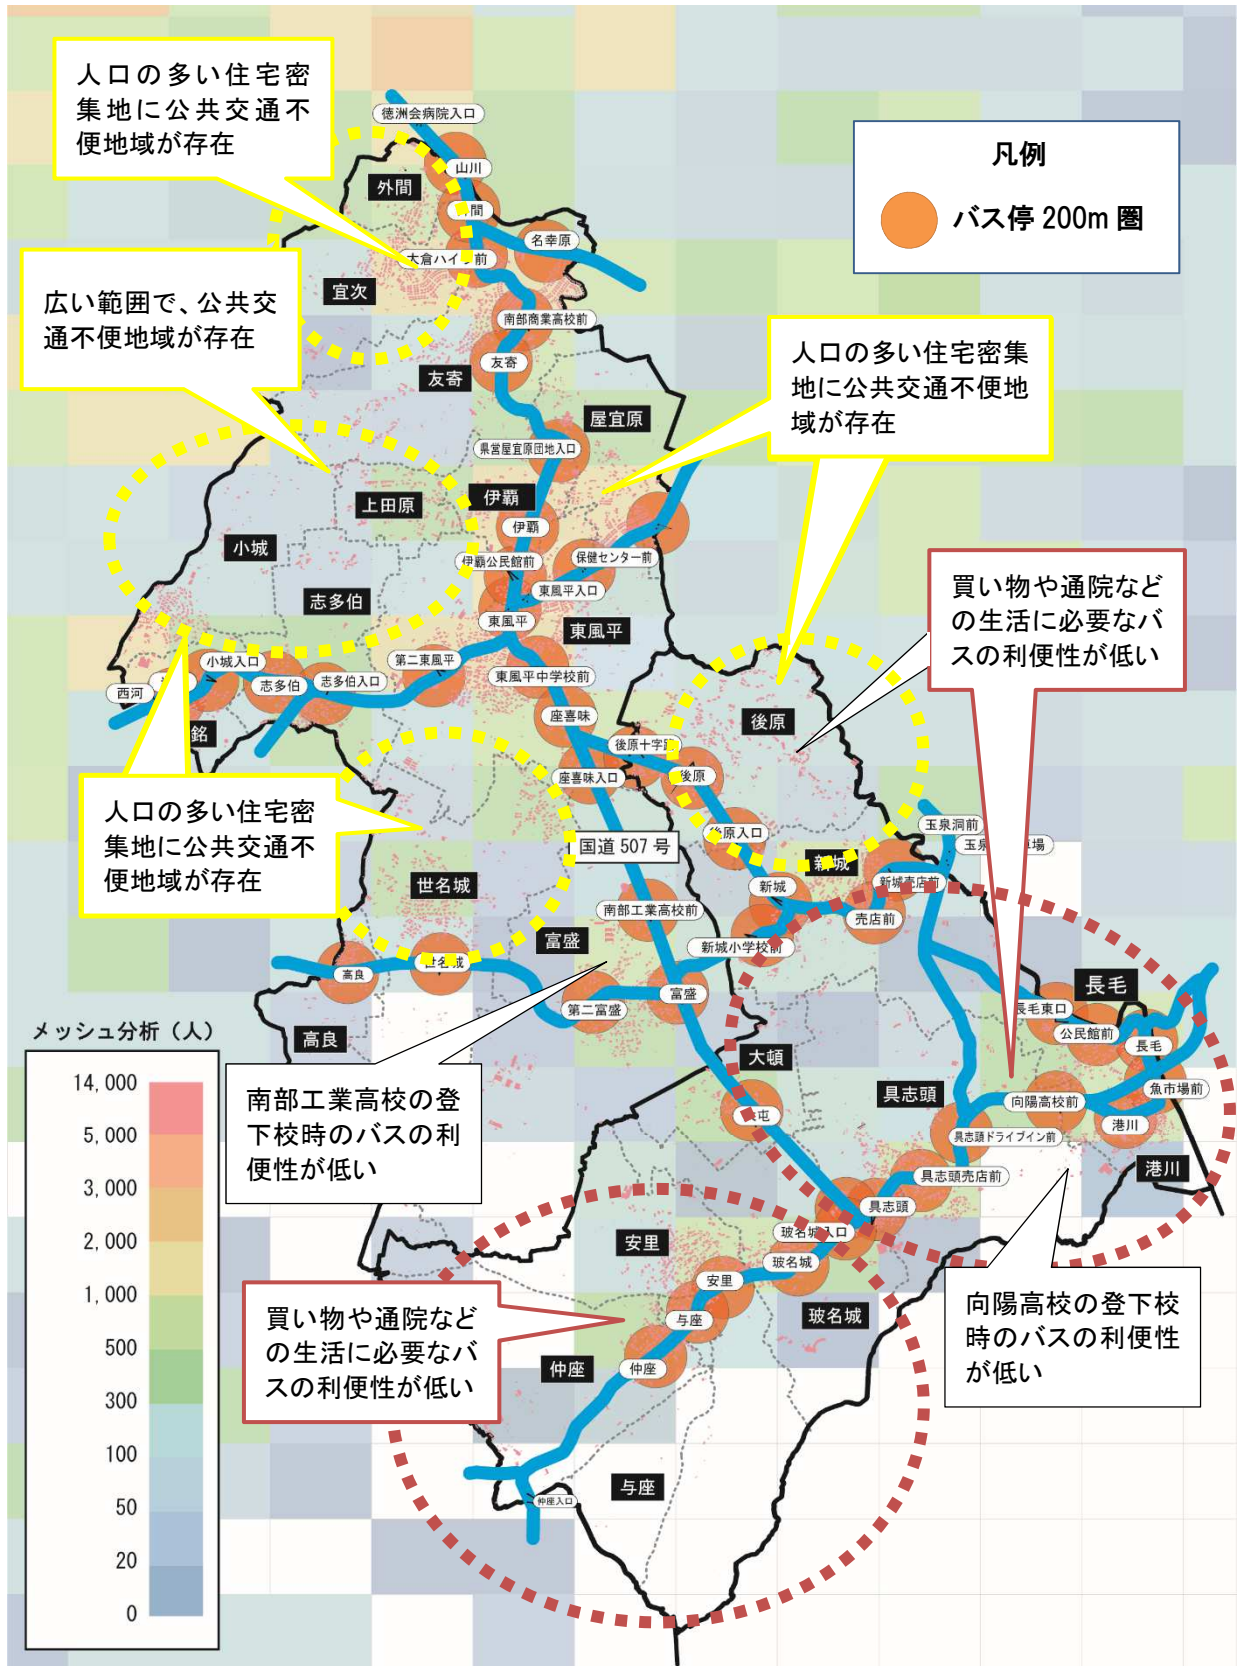 人口の多い住宅密
集地に公共交通不
便地域が存在
徳洲会病院入口
山川
外間
凡例
バス停 200m 圏
名幸原
宜次
広い範囲で、公共交
通不便地域が存在
南部商業高校前
友寄
友寄
人口の多い住宅密集
地に公共交通不便地
域が存在
屋宜原
県営屋宜原団地入口
上田原
伊覇
伊覇
小城
伊覇公民館前
保健センター前
志多伯
東風平入口
東風平
東風平
買い物や通院など
の生活に必要なバ
スの利便性が低い
小城入口
第二東風平
東風平中学校前
西河
志多伯
志多伯入口
座喜味
後原
銘
後原十字路
座喜味入口
後原
人口の多い住宅密
集地に公共交通不
便地域が存在
国道 507 号
後原入口
玉泉洞前
新城
世名城
新城
新城売店前
南部工業高校前
売店前
富盛
新城小学校前
世名城
高良
富盛
第二富盛
長毛
長毛東口
公民館前
長毛
メッシュ分析（人）
高良
大頓
南部工業高校の登
下校時のバスの利
便性が低い
具志頭
魚市場前
向陽高校前
港川
具志頭ドライブイン前
港川
具志頭売店前
具志頭
玻名城入口
安里
玻名城
安里
玻名城
与座
買い物や通院など
の生活に必要なバ
スの利便性が低い
向陽高校の登下校
時のバスの利便性
が低い
仲座
仲座
与座
仲座入口
14,000
5,000
3,000
2,000
1,000
500
300
100
50
20
0